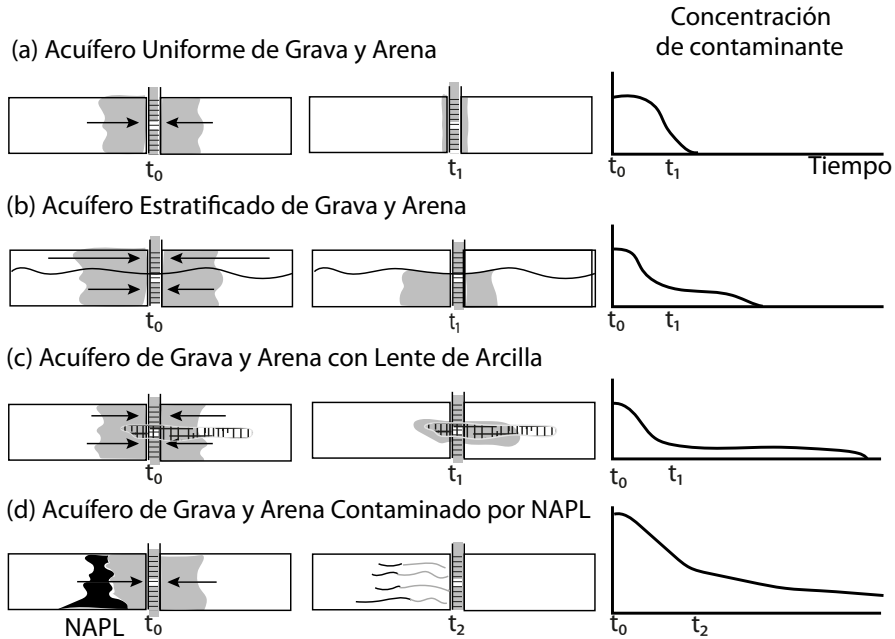 Concentración
de contaminante
(a) Acuífero Uniforme de Grava y Arena
t0
t1
t0
t1
Tiempo
(b) Acuífero Estratificado de Grava y Arena
t0
t1
t0
t1
(c) Acuífero de Grava y Arena con Lente de Arcilla
t0
t1
t0
t1
(d) Acuífero de Grava y Arena Contaminado por NAPL
NAPL
t0
t2
t0
t2